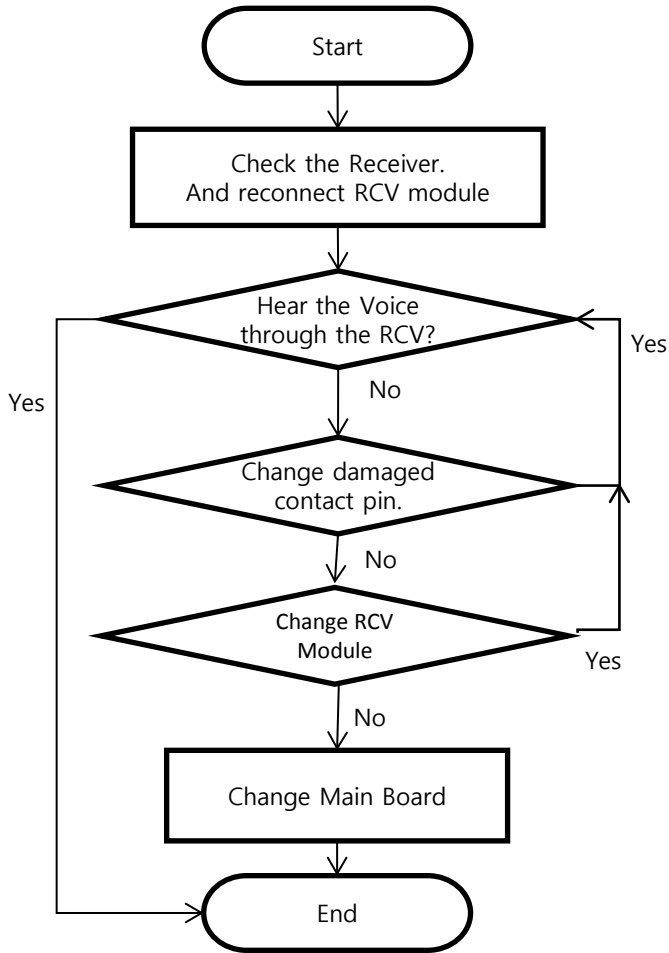 Start
Check the Receiver.
And reconnect RCV module
Hear the Voice
through the RCV?
Yes
Yes
No
Change damaged
contact pin.
No
Change RCV
Module
Yes
No
Change Main Board
End